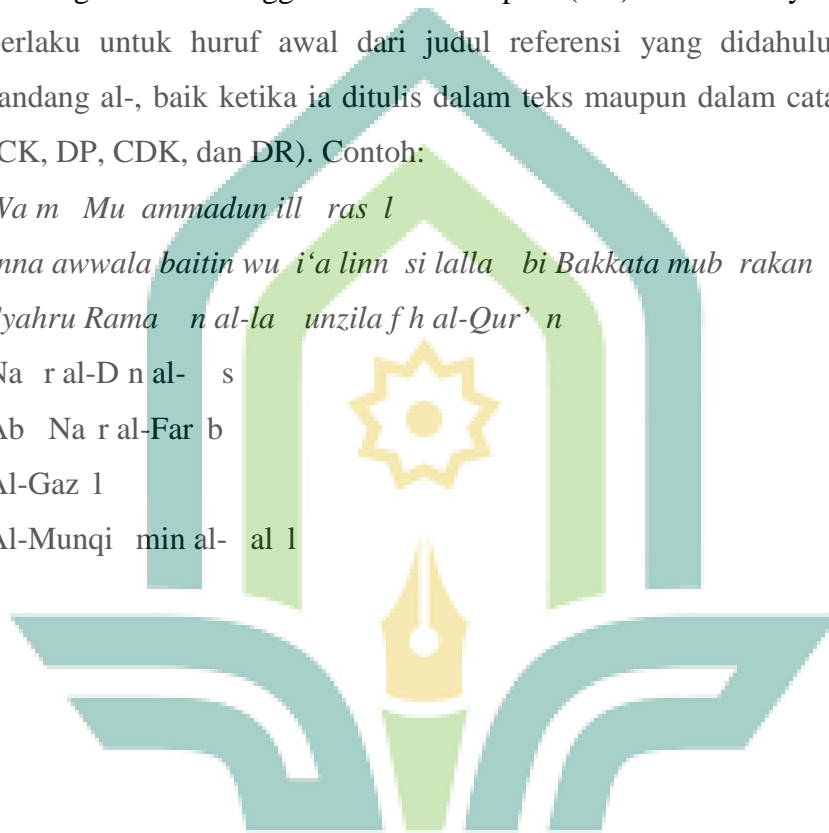 berlaku untuk huruf awal dari judul referensi yang didahulu
sandang al-, baik ketika ia ditulis dalam teks maupun dalam cata
CK, DP, CDK, dan DR). Contoh:
Wa m Mu ammadun ill ras l
Inna awwala baitin wu i‘a linn si lalla bi Bakkata mub rakan
Syahru Rama n al-la unzila f h al-Qur’ n
Na r al-D n al- s
Ab Na r al-Far b
Al-Gaz l
Al-Munqi min al- al l